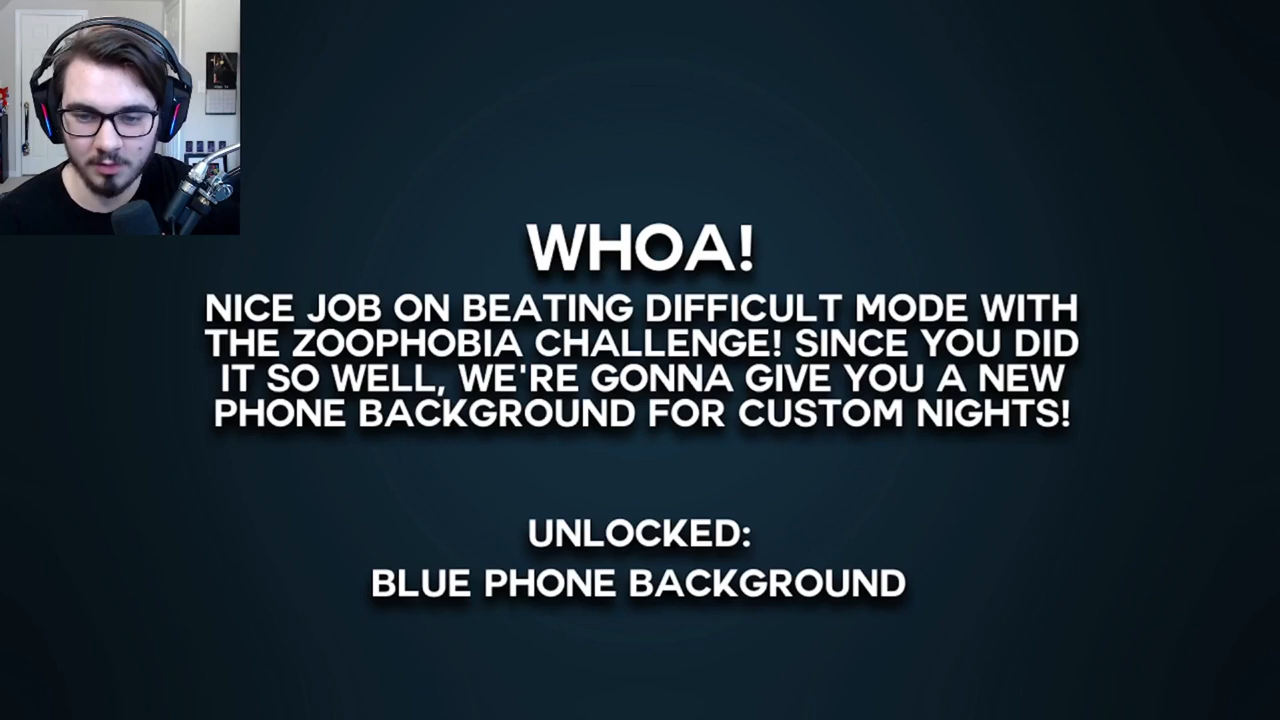 WHOA!
NICE JOB ON BEATING DIFFICULT MODE WITH
THE ZOOPHOBIA CHALLENGE! SINCE YOU DID
IT SO WELL, WE'RE GONNA GIVE YOU A NEW
PHONE BACKGROUND FOR CUSTOM NIGHTS!
UNLOCKED:
BLUE PHONE BACKGROUND